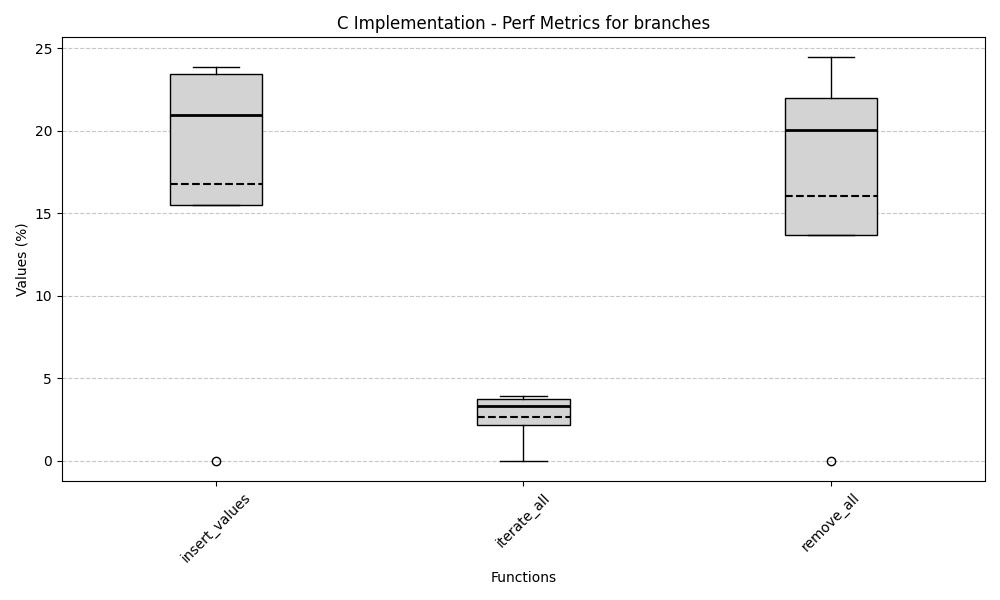 C Implementation - Perf Metrics for branches
25
20
15
10
5
0
Values (%)
insert_values
iterate_all
remove_all
Functions